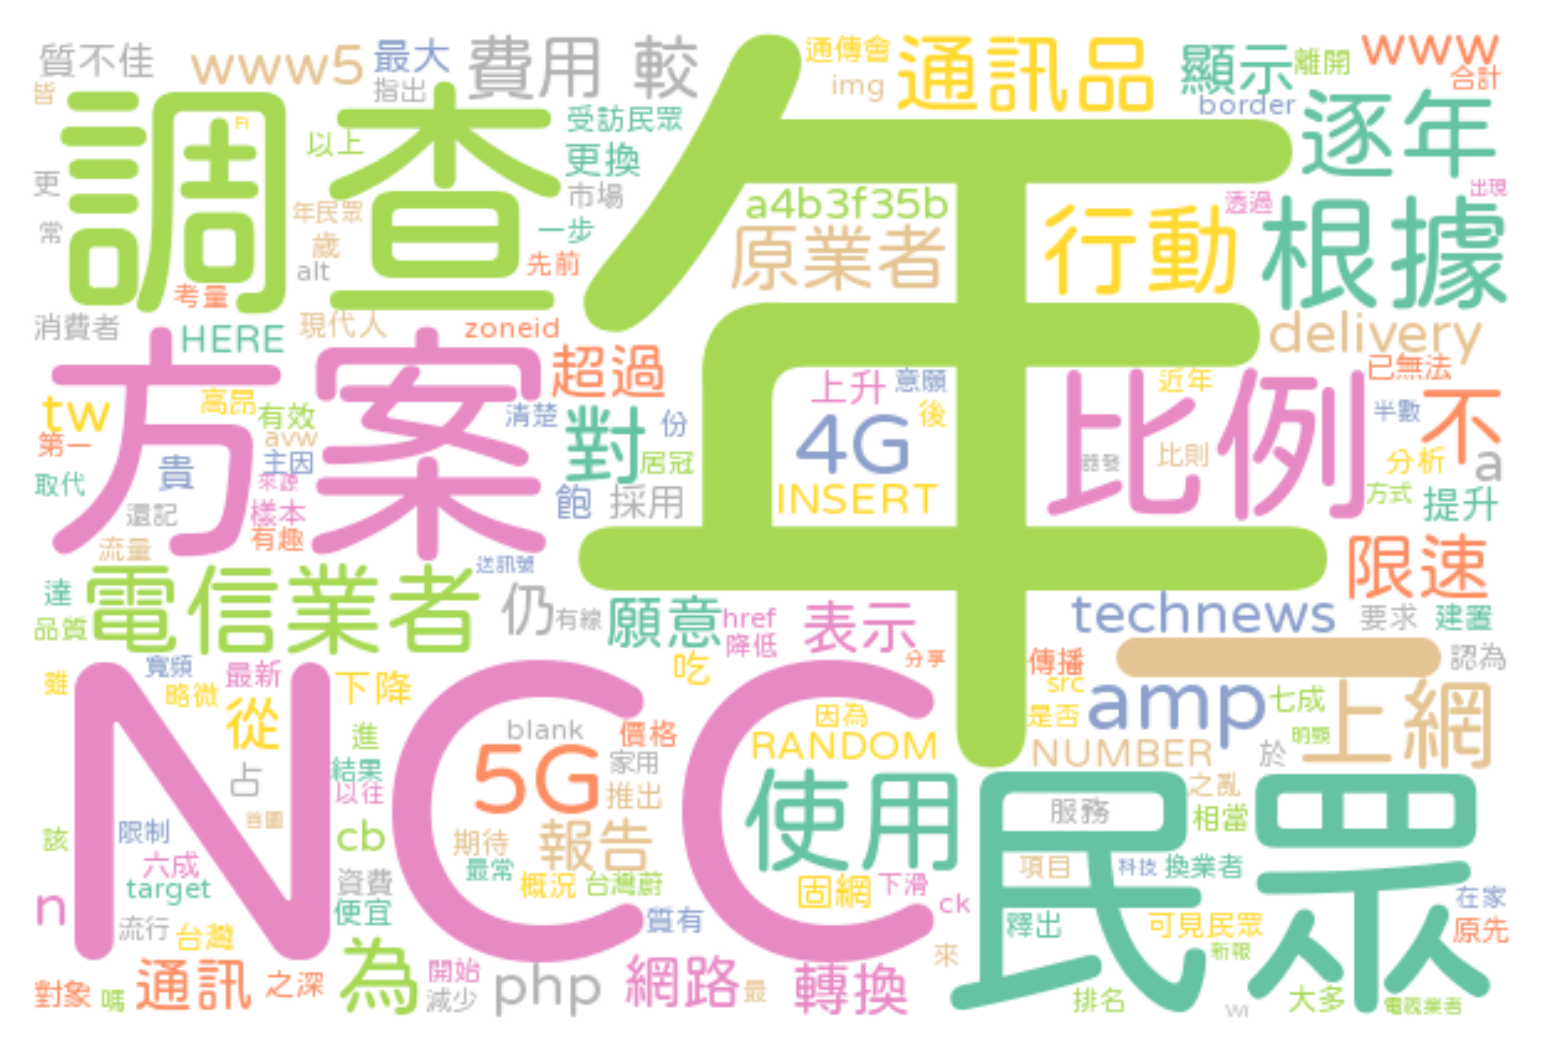 質不佳 www5 最大 費用 較 通傳會 通訊品 顯示 離開 www
皆 指出 img border 合計
調查 年 逐年
FI 以上 受訪民眾 更換
更 市場 a4b3f35b 透過 出現
常 年民眾 一步 原業者 行動 根據
歲 alt 先前
考量
消費者 HERE 現代人 zoneid delivery
方案 超過 上升 意願 近年 比例 已無法
tw 高昂 有效 清楚 對 份 4G 後 半數 不
第一 avw 主因 居冠 比則 分析 a
取代 貴 來源 飽 採用 INSERT 方式 提升
還記 樣本
流量 有趣 限速
達 電信業者 送訊號 仍 有線 願意 href 表示 technews 要求 建置
品質 降低
寬頻 最新 吃 分享 傳播 一 認為
雖 略微 從 下降 src amp 七成 上網
NCC blank 價格 因為 是否 明顯
進 5G 家用 RANDOM NUMBER 於
占 結果 推出 使用 民眾 之亂
以往 服務 相當
該 限制 首圖 cb 期待 報告
六成 最常 項目 科技 換業者
target 資費 概況 台灣蔚 固網 下滑
n 便宜 質有 ck 釋出 可見民眾 在家
流行 台灣 來 新報 原先
對象 嗎 通訊 之深 為 開始 php 網路 最 轉換 排名 大多 電視業者
減少 Wi